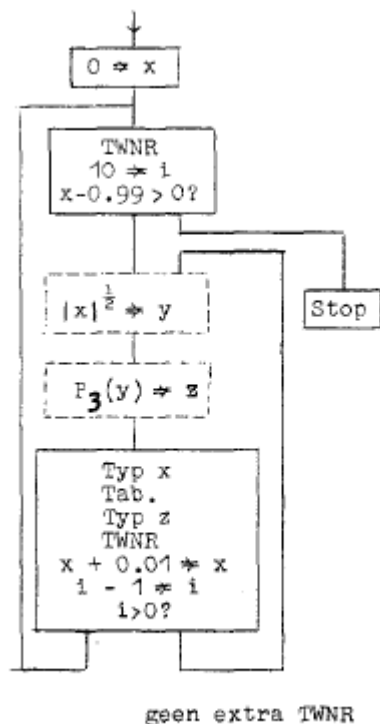 0 ⇒ x
TWNR
10 ⇒ i
x-0.99 > 0?
|x|^½ ⇒ y
Stop
P₃(y) ⇒ z
Typ x
Tab.
Typ z
TWNR
x + 0.01 ⇒ x
i - 1 ⇒ i
i>0?
geen extra TWNR